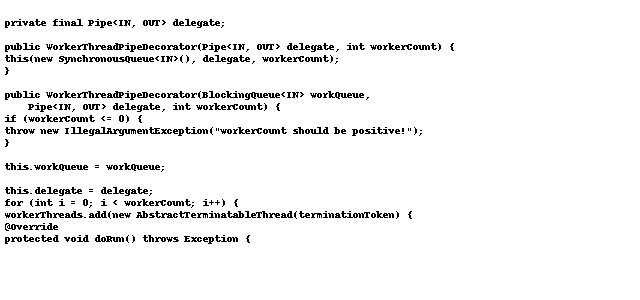 private final Pipe<IN, OUT> delegate;
public WorkerThreadPipeDecorator(Pipe<IN, OUT> delegate, int workerCount) {
this(new SynchronousQueue<IN>(), delegate, workerCount);
}
public WorkerThreadPipeDecorator(BlockingQueue<IN> workQueue,
Pipe<IN, OUT> delegate, int workerCount) {
if (workerCount <= 0) {
throw new IllegalArgumentException("workerCount should be positive!");
}
this.workQueue = workQueue;
this.delegate = delegate;
for (int i = 0; i < workerCount; i++) {
workerThreads.add(new AbstractTerminatableThread(terminationToken) {
@Override
protected void doRun() throws Exception {